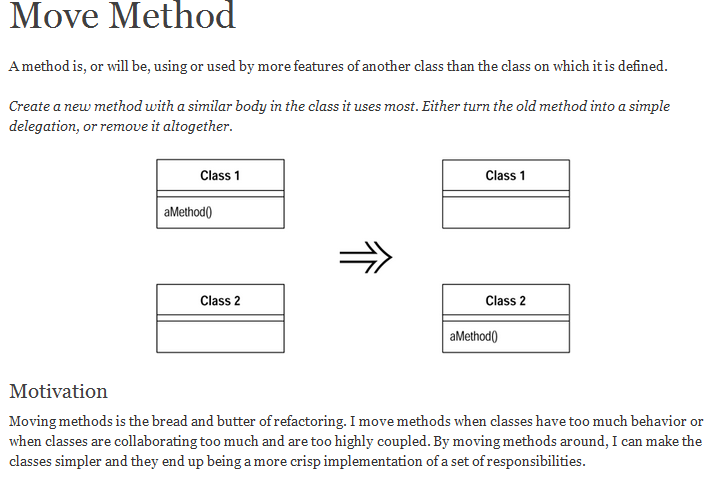 Move Method
A method is, or will be, using or used by more features of another class than the class on which it is defined.
Create a new method with a similar body in the class it uses most. Either turn the old method into a simple
delegation, or remove it altogether.
Class 1
aMethod()
Class 1
Class 2
Class 2
aMethod()
Motivation
Moving methods is the bread and butter of refactoring. I move methods when classes have too much behavior or
when classes are collaborating too much and are too highly coupled. By moving methods around, I can make the
classes simpler and they end up being a more crisp implementation of a set of responsibilities.